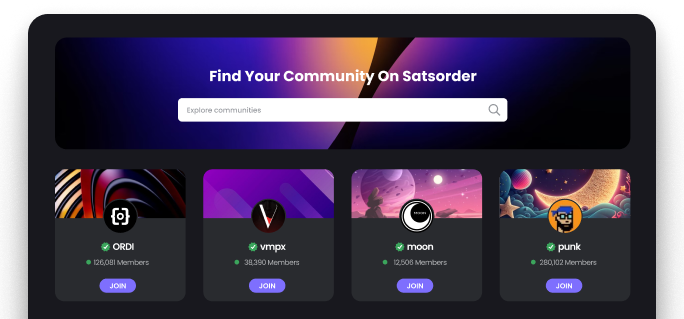 Find Your Community On Satsorder
Explore communities
ORDI
126,081 Members
JOIN
vmpx
38,390 Members
JOIN
MOON
moon
12,506 Members
JOIN
punk
280,102 Members
JOIN